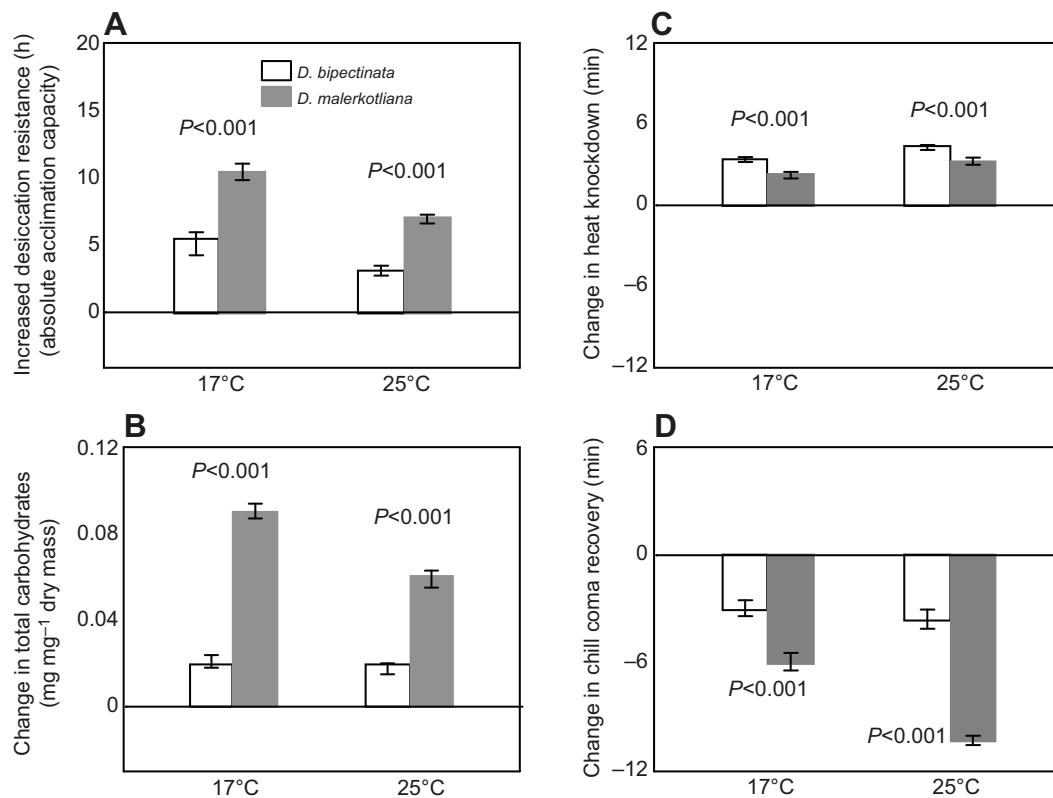 A
Increased desiccation resistance (h)
(absolute acclimation capacity)
20
15
10
5
0
D. bipectinata
D. malerkotliana
P<0.001
P<0.001
17°C
25°C
B
Change in total carbohydrates
(mg mg–1 dry mass)
0.12
0.08
0.04
0
P<0.001
P<0.001
17°C
25°C
C
Change in heat knockdown (min)
12
6
0
–6
–12
P<0.001
P<0.001
17°C
25°C
D
Change in chill coma recovery (min)
6
0
–6
–12
P<0.001
P<0.001
17°C
25°C